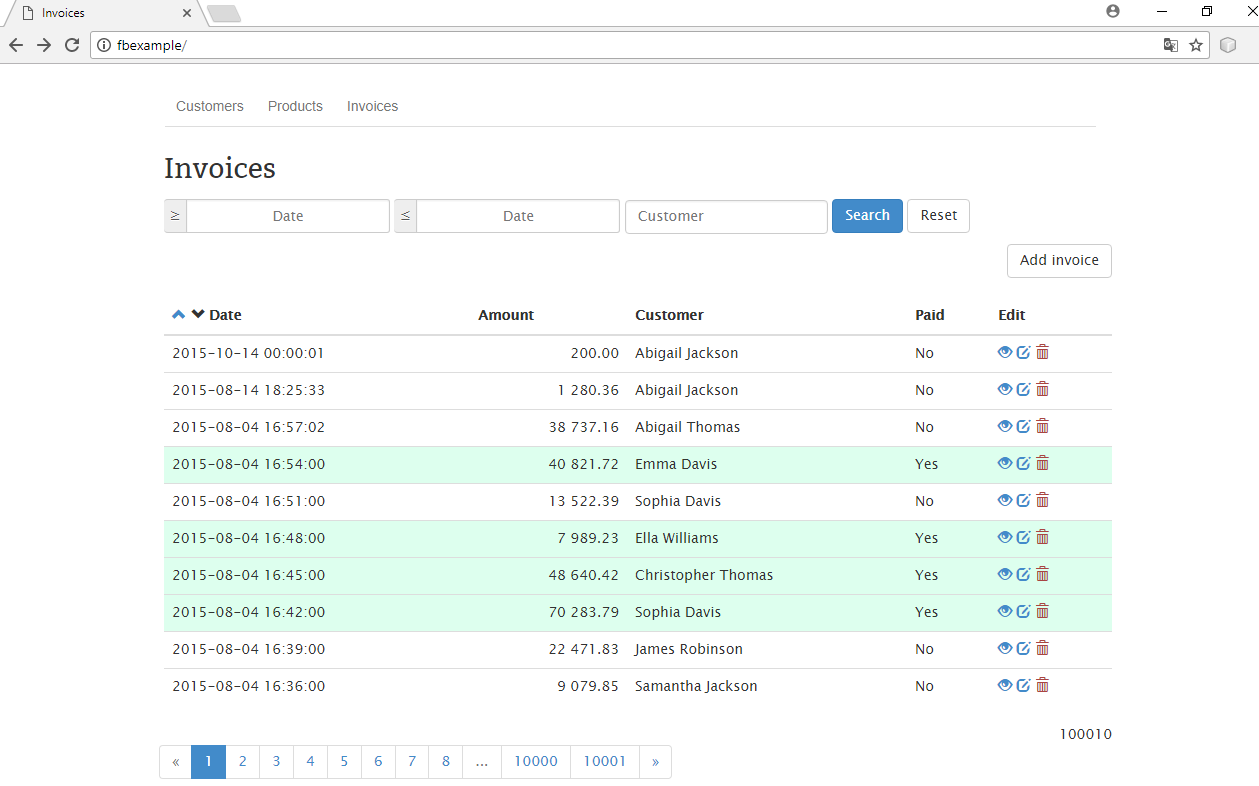 Invoices
fbexample/
Customers Products Invoices
Invoices
≥ Date ≤ Date Customer Search Reset
Add invoice
Date Amount Customer Paid Edit
2015-10-14 00:00:01 200.00 Abigail Jackson No
2015-08-14 18:25:33 1 280.36 Abigail Jackson No
2015-08-04 16:57:02 38 737.16 Abigail Thomas No
2015-08-04 16:54:00 40 821.72 Emma Davis Yes
2015-08-04 16:51:00 13 522.39 Sophia Davis No
2015-08-04 16:48:00 7 989.23 Ella Williams Yes
2015-08-04 16:45:00 48 640.42 Christopher Thomas Yes
2015-08-04 16:42:00 70 283.79 Sophia Davis Yes
2015-08-04 16:39:00 22 471.83 James Robinson No
2015-08-04 16:36:00 9 079.85 Samantha Jackson No
100010
« 1 2 3 4 5 6 7 8 ... 10000 10001 »